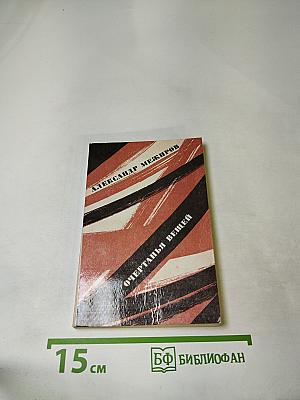 АЛЕКСАНДР МЕЖИРОВ
ОЧЕРТАНЬЯ ВЕЩЕЙ
15 см
БФ БИБЛИОФАН